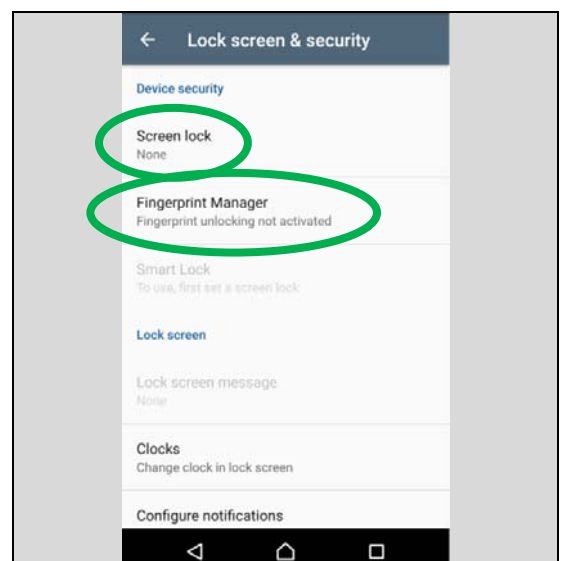 Lock screen & security
Device security
Screen lock
None
Fingerprint Manager
Fingerprint unlocking not activated
Smart Lock
To use, first set a screen lock
Lock screen
Lock screen message
None
Clocks
Change clock in lock screen
Configure notifications